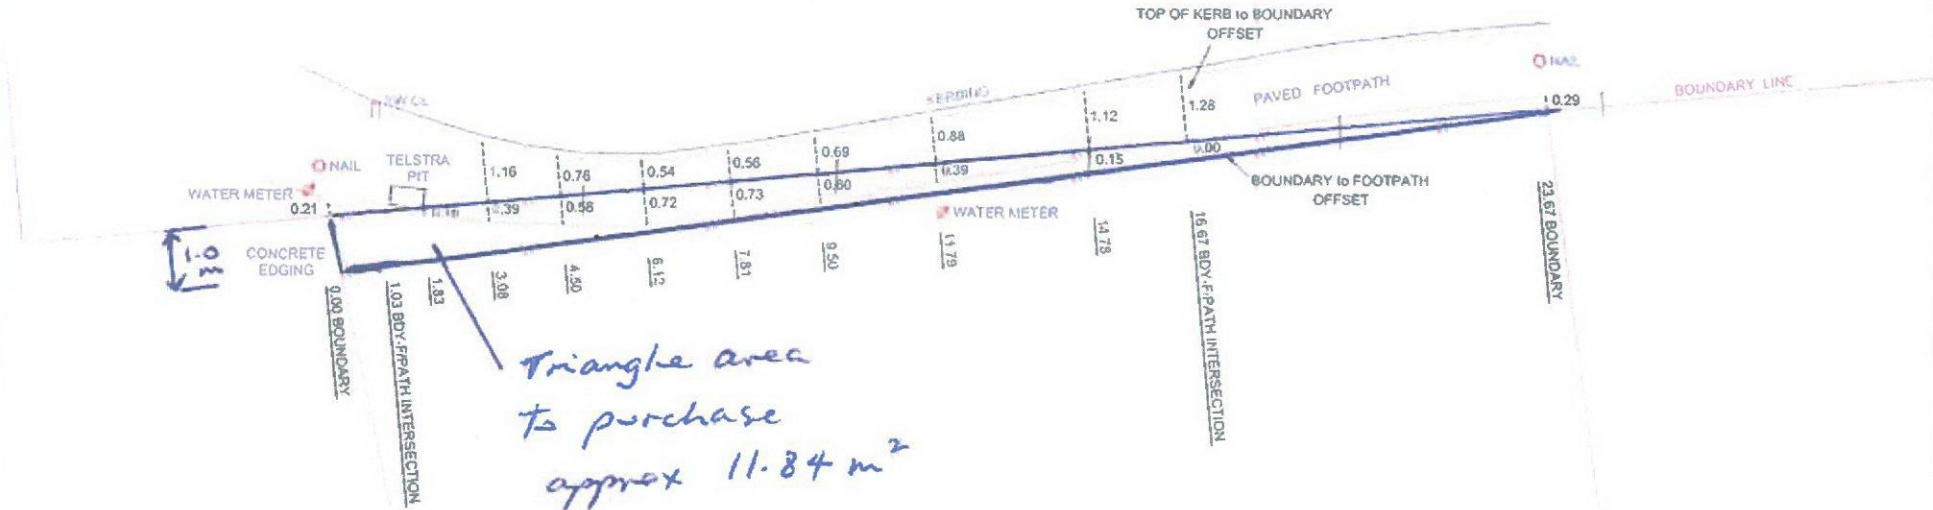 TOP OF KERB to BOUNDARY
OFFSET
NAIL
BOUNDARY LINE
PAVED FOOTPATH
0.29
1.12
1.28
0.88
0.69
0.56
0.54
0.76
1.16
NAIL
TELSTRA
PIT
WATER METER
0.21
0.39
0.56
0.72
0.73
0.60
0.39
0.15
0.00
BOUNDARY to FOOTPATH
OFFSET
WATER METER
1.0
m
CONCRETE
EDGING
0.00 BOUNDARY
1.03 BDY-F/PATH INTERSECTION
1.83
3.08
4.50
6.12
7.81
9.50
11.79
14.78
16.67 BDY-F/PATH INTERSECTION
23.67 BOUNDARY
Triangle area
to purchase
approx 11.84 m²